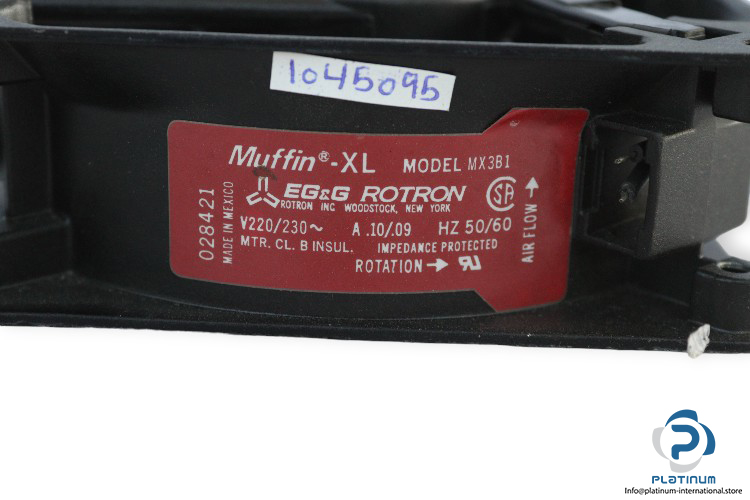 1045095
Muffin®-XL MODEL MX3B1
EG&G ROTRON
ROTRON INC. WOODSTOCK, NEW YORK
V220/230~ A .10/.09 HZ 50/60
MTR. CL. B INSUL. IMPEDANCE PROTECTED
ROTATION →
028421
MADE IN MEXICO
AIR FLOW →
PLATINUM
Info@platinum-international.store